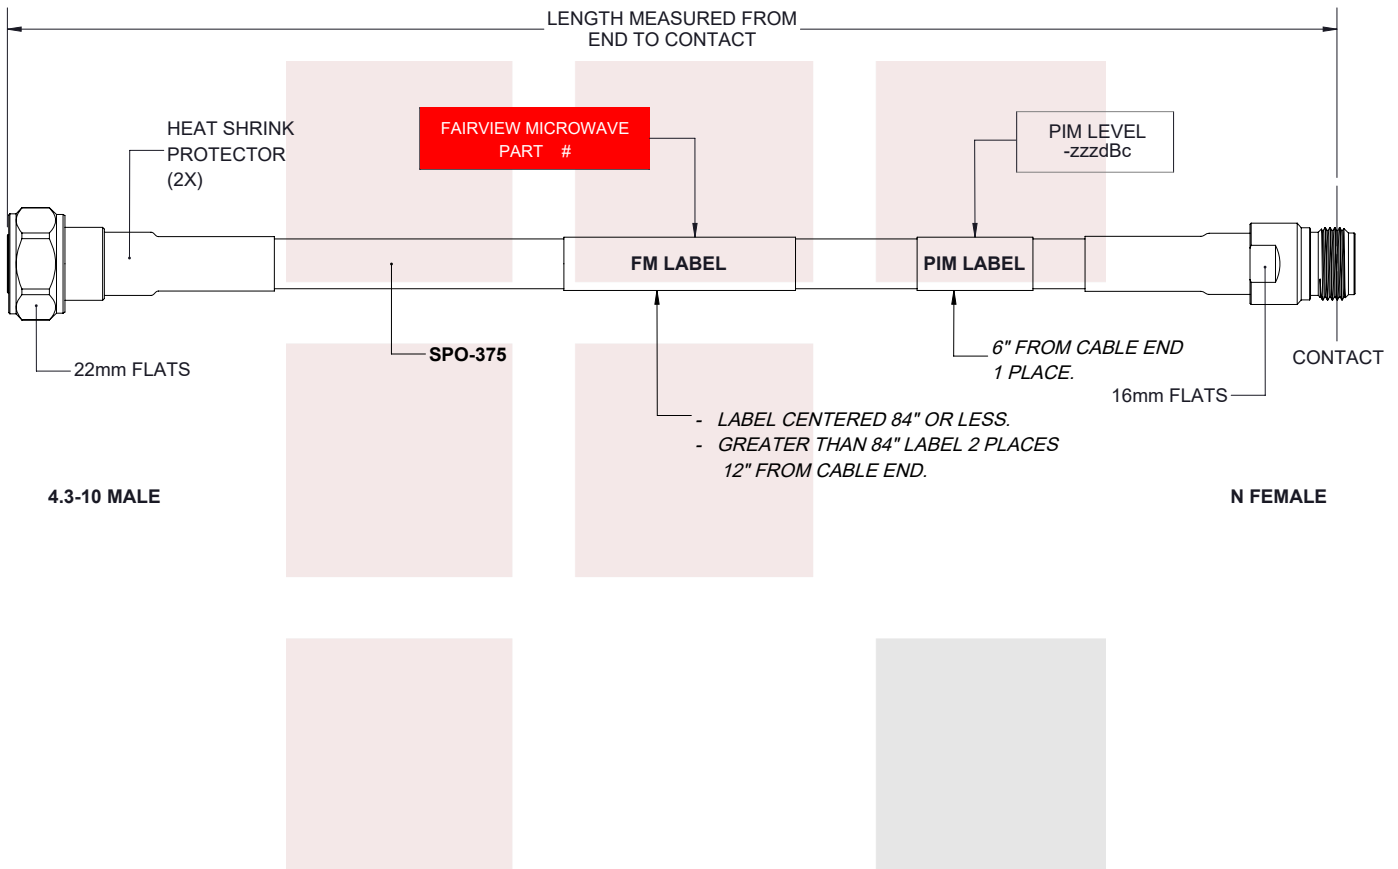 LENGTH MEASURED FROM
END TO CONTACT
HEAT SHRINK
PROTECTOR
(2X)
FAIRVIEW MICROWAVE
PART #
PIM LEVEL
-zzzdBc
FM LABEL
PIM LABEL
22mm FLATS
SPO-375
6" FROM CABLE END
1 PLACE.
CONTACT
16mm FLATS
- LABEL CENTERED 84" OR LESS.
- GREATER THAN 84" LABEL 2 PLACES
12" FROM CABLE END.
4.3-10 MALE
N FEMALE